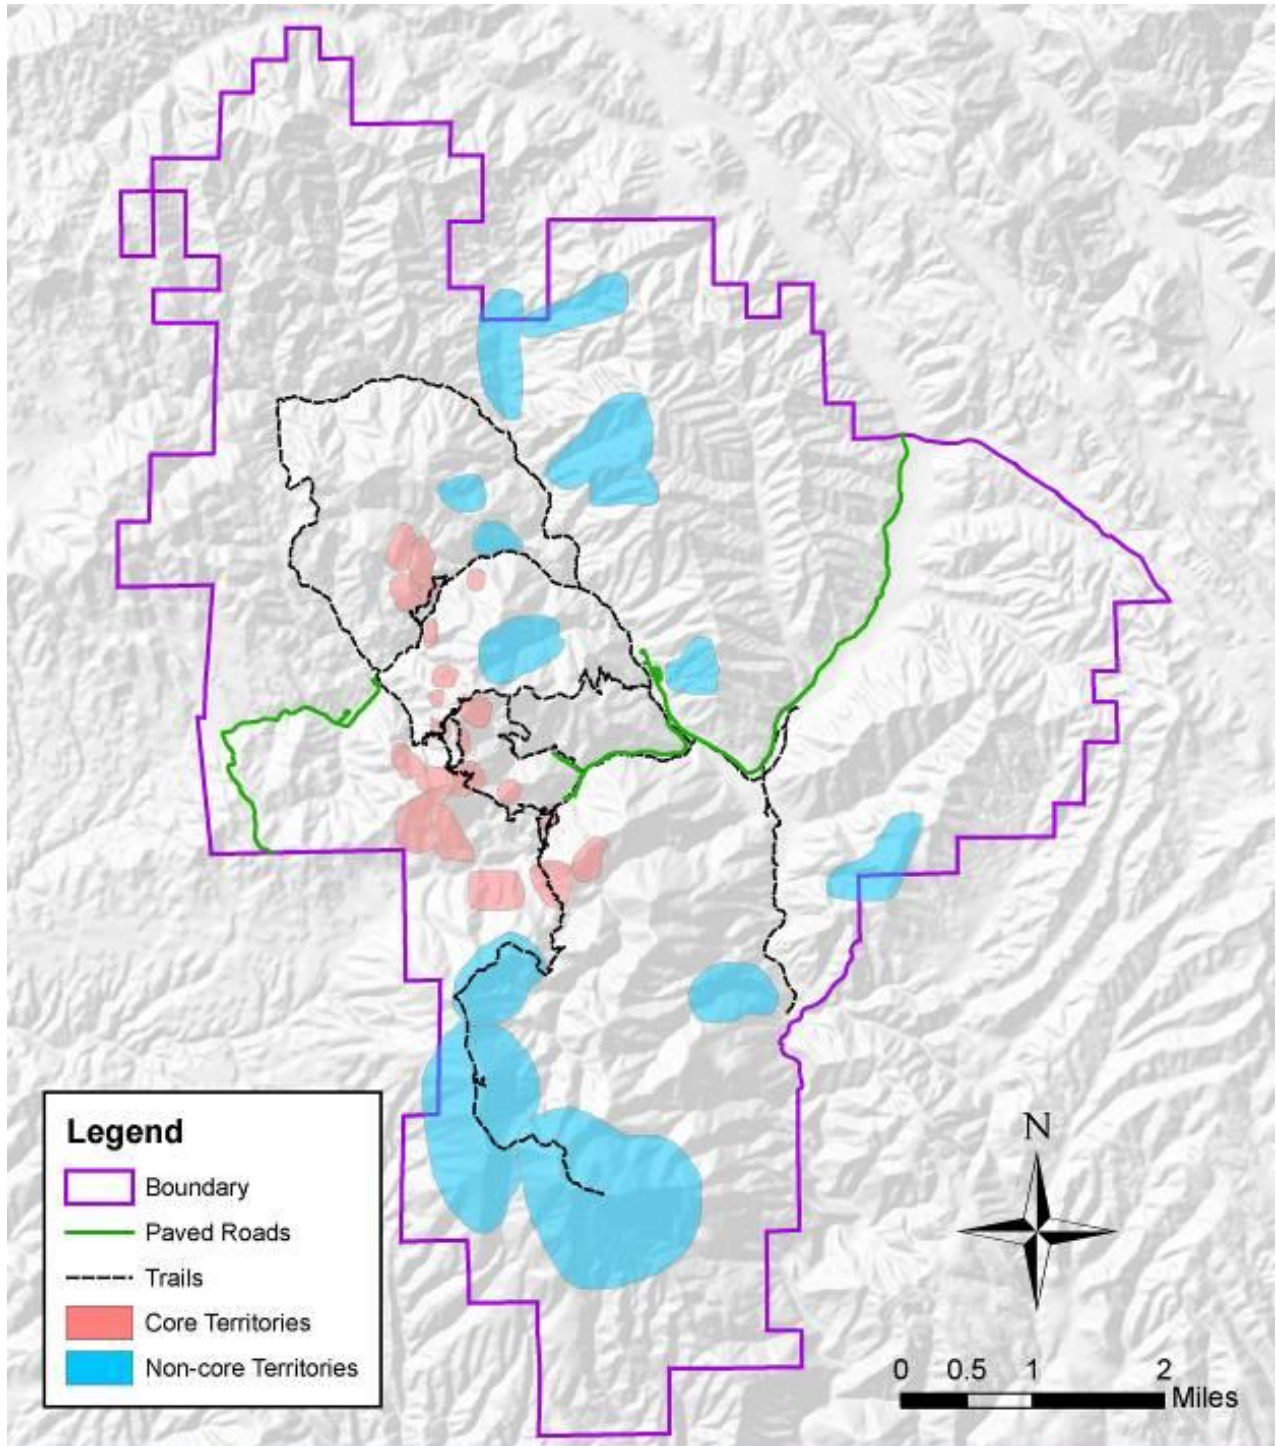 Legend
Boundary
Paved Roads
Trails
Core Territories
Non-core Territories
N
0 0.5 1 2
Miles